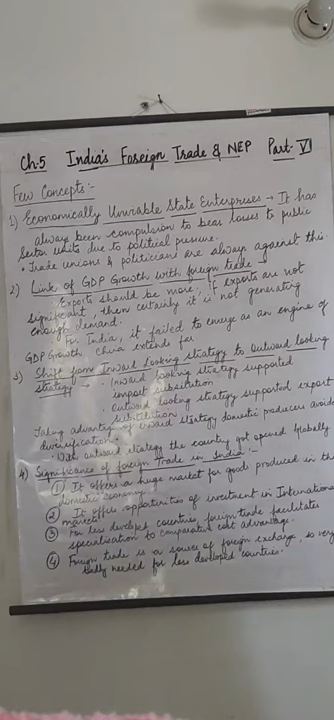 Ch.5 India's Foreign Trade & NEP Part-VI
Few Concepts:-
1) Economically Unviable State Enterprises → It has
always been compulsion to bear losses to public
sector units due to political pressure.
• Trade unions & politicians are always against this.
2) Link of GDP Growth with foreign trade →
• Exports should be more, if exports are not
significant, then certainly it is not generating
enough demand.
In India, it failed to emerge as an engine of
GDP Growth. China extends far
3) Shift from Inward Looking strategy to Outward looking
strategy →
• Inward looking strategy supported
import substitution
• Outward looking strategy supported export
substitution
Taking advantage of inward strategy domestic producers avoided
diversification.
• With outward strategy the country got opened globally.
4) Significance of foreign Trade in India:-
① It offers a huge market for goods produced in the
domestic economy.
② It offers opportunities of investment in International
market.
③ For less developed countries, foreign trade facilitates
specialisation to comparative cost advantage.
④ Foreign trade is a source of foreign exchange, so very
badly needed for less developed countries.